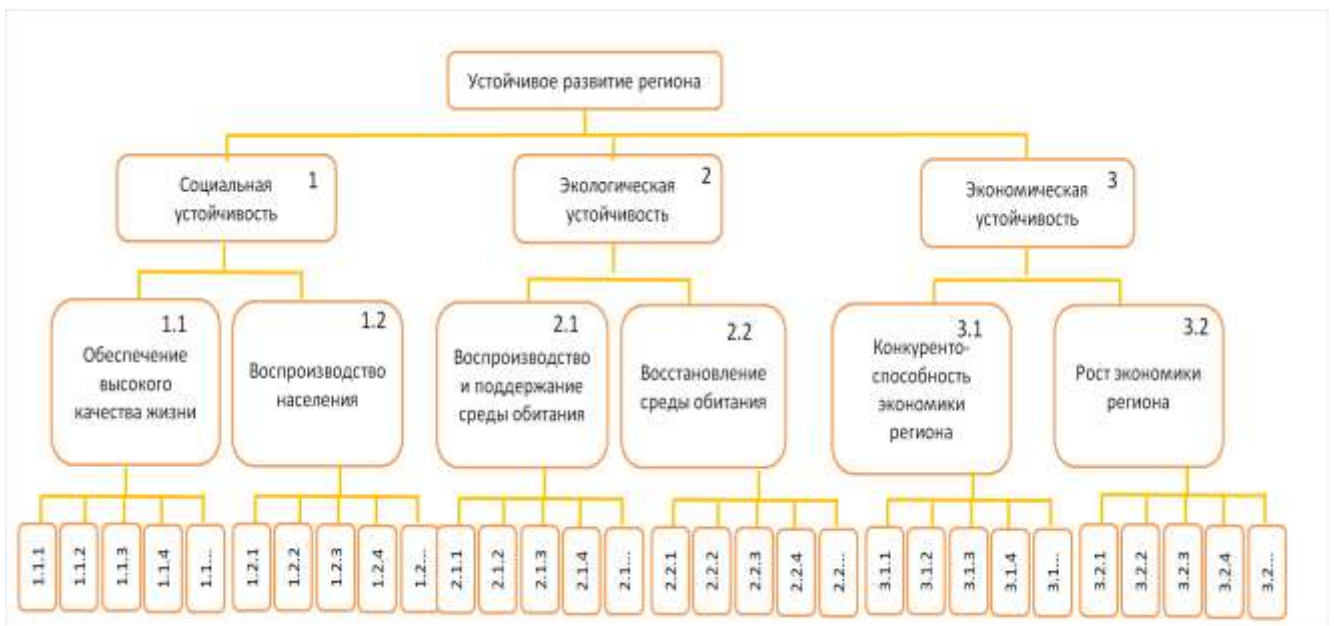 Устойчивое развитие региона
1
Социальная
устойчивость
2
Экологическая
устойчивость
3
Экономическая
устойчивость
1.1
Обеспечение
высокого
качества жизни
1.2
Воспроизводство
населения
2.1
Воспроизводство
и поддержание
среды обитания
2.2
Восстановление
среды обитания
3.1
Конкуренто-
способность
экономики
региона
3.2
Рост экономики
региона
1.1.1
1.1.2
1.1.3
1.1.4
1.1...
1.2.1
1.2.2
1.2.3
1.2.4
1.2...
2.1.1
2.1.2
2.1.3
2.1.4
2.1...
2.2.1
2.2.2
2.2.3
2.2.4
2.2...
3.1.1
3.1.2
3.1.3
3.1.4
3.1...
3.2.1
3.2.2
3.2.3
3.2.4
3.2...